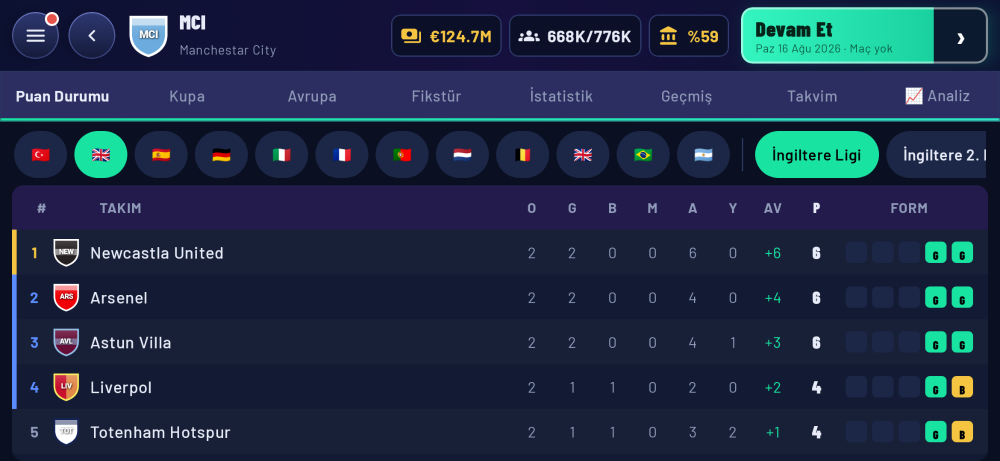 MCI
MCI
Manchestar City
€124.7M
668K/776K
%59
Devam Et
Paz 16 Ağu 2026 · Maç yok
Puan Durumu Kupa Avrupa Fikstür İstatistik Geçmiş Takvim Analiz
İngiltere Ligi İngiltere 2.
# TAKIM O G B M A Y AV P FORM
1 NEW Newcastla United 2 2 0 0 6 0 +6 6 G G
2 ARS Arsenel 2 2 0 0 4 0 +4 6 G G
3 AVL Astun Villa 2 2 0 0 4 1 +3 6 G G
4 LIV Liverpol 2 1 1 0 2 0 +2 4 G B
5 TOT Totenham Hotspur 2 1 1 0 3 2 +1 4 G B